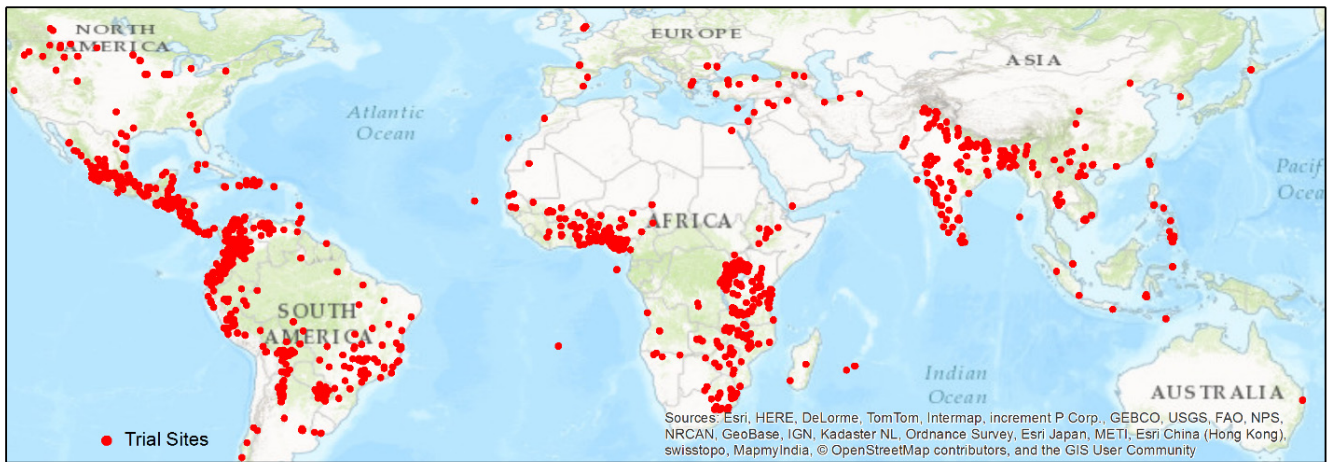 NORTH
AMERICA
EUROPE
ASIA
Atlantic
Ocean
Pacif
Ocea
AFRICA
SOUTH
AMERICA
Indian
Ocean
AUSTRALIA
Trial Sites
Sources: Esri, HERE, DeLorme, TomTom, Intermap, increment P Corp., GEBCO, USGS, FAO, NPS,
NRCAN, GeoBase, IGN, Kadaster NL, Ordnance Survey, Esri Japan, METI, Esri China (Hong Kong),
swisstopo, MapmyIndia, © OpenStreetMap contributors, and the GIS User Community